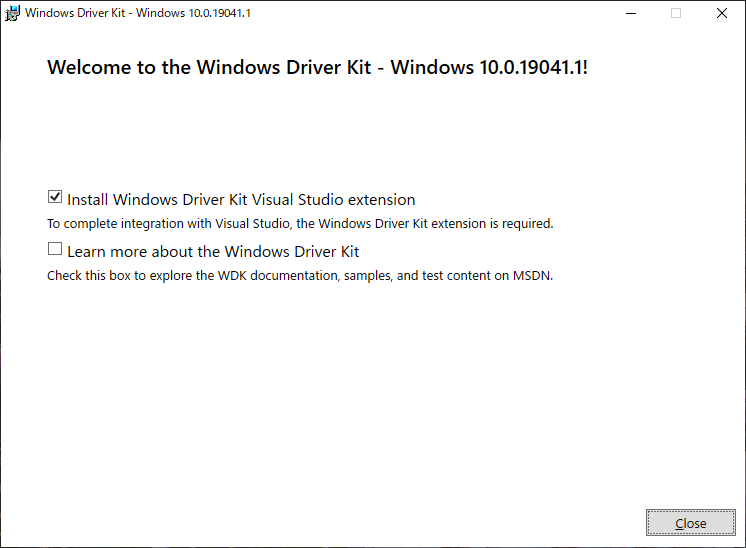 Windows Driver Kit - Windows 10.0.19041.1
Welcome to the Windows Driver Kit - Windows 10.0.19041.1!
Install Windows Driver Kit Visual Studio extension
To complete integration with Visual Studio, the Windows Driver Kit extension is required.
Learn more about the Windows Driver Kit
Check this box to explore the WDK documentation, samples, and test content on MSDN.
Close